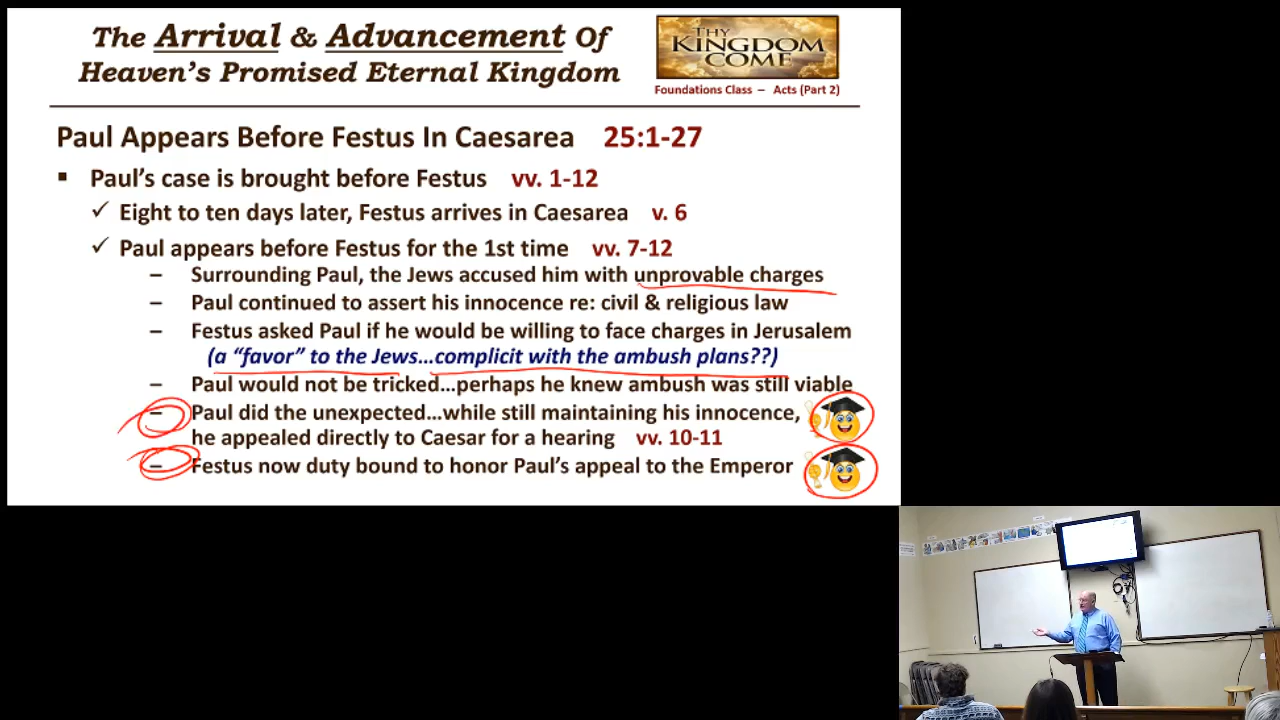 The Arrival & Advancement Of
Heaven's Promised Eternal Kingdom
THY
KINGDOM
COME
Foundations Class – Acts (Part 2)
Paul Appears Before Festus In Caesarea 25:1-27
▪ Paul's case is brought before Festus vv. 1-12
✓ Eight to ten days later, Festus arrives in Caesarea v. 6
✓ Paul appears before Festus for the 1st time vv. 7-12
– Surrounding Paul, the Jews accused him with unprovable charges
– Paul continued to assert his innocence re: civil & religious law
– Festus asked Paul if he would be willing to face charges in Jerusalem
(a “favor” to the Jews…complicit with the ambush plans??)
– Paul would not be tricked…perhaps he knew ambush was still viable
– Paul did the unexpected…while still maintaining his innocence,
he appealed directly to Caesar for a hearing vv. 10-11
– Festus now duty bound to honor Paul's appeal to the Emperor